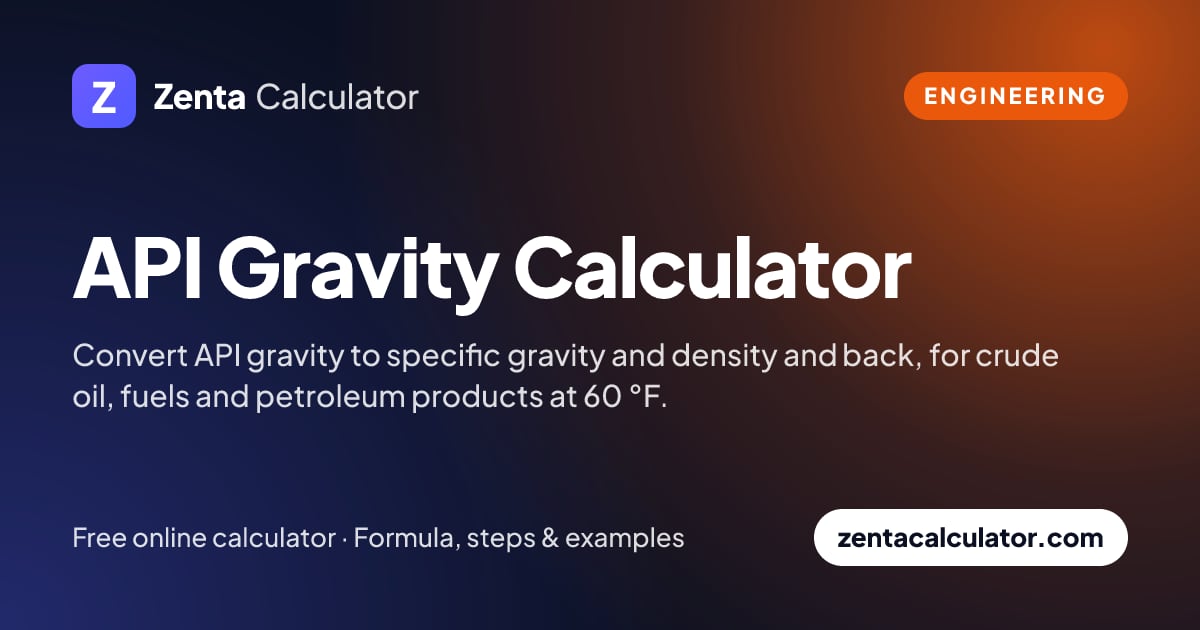 Z
Zenta Calculator
ENGINEERING
API Gravity Calculator
Convert API gravity to specific gravity and density and back, for crude
oil, fuels and petroleum products at 60 °F.
Free online calculator · Formula, steps & examples
zentacalculator.com